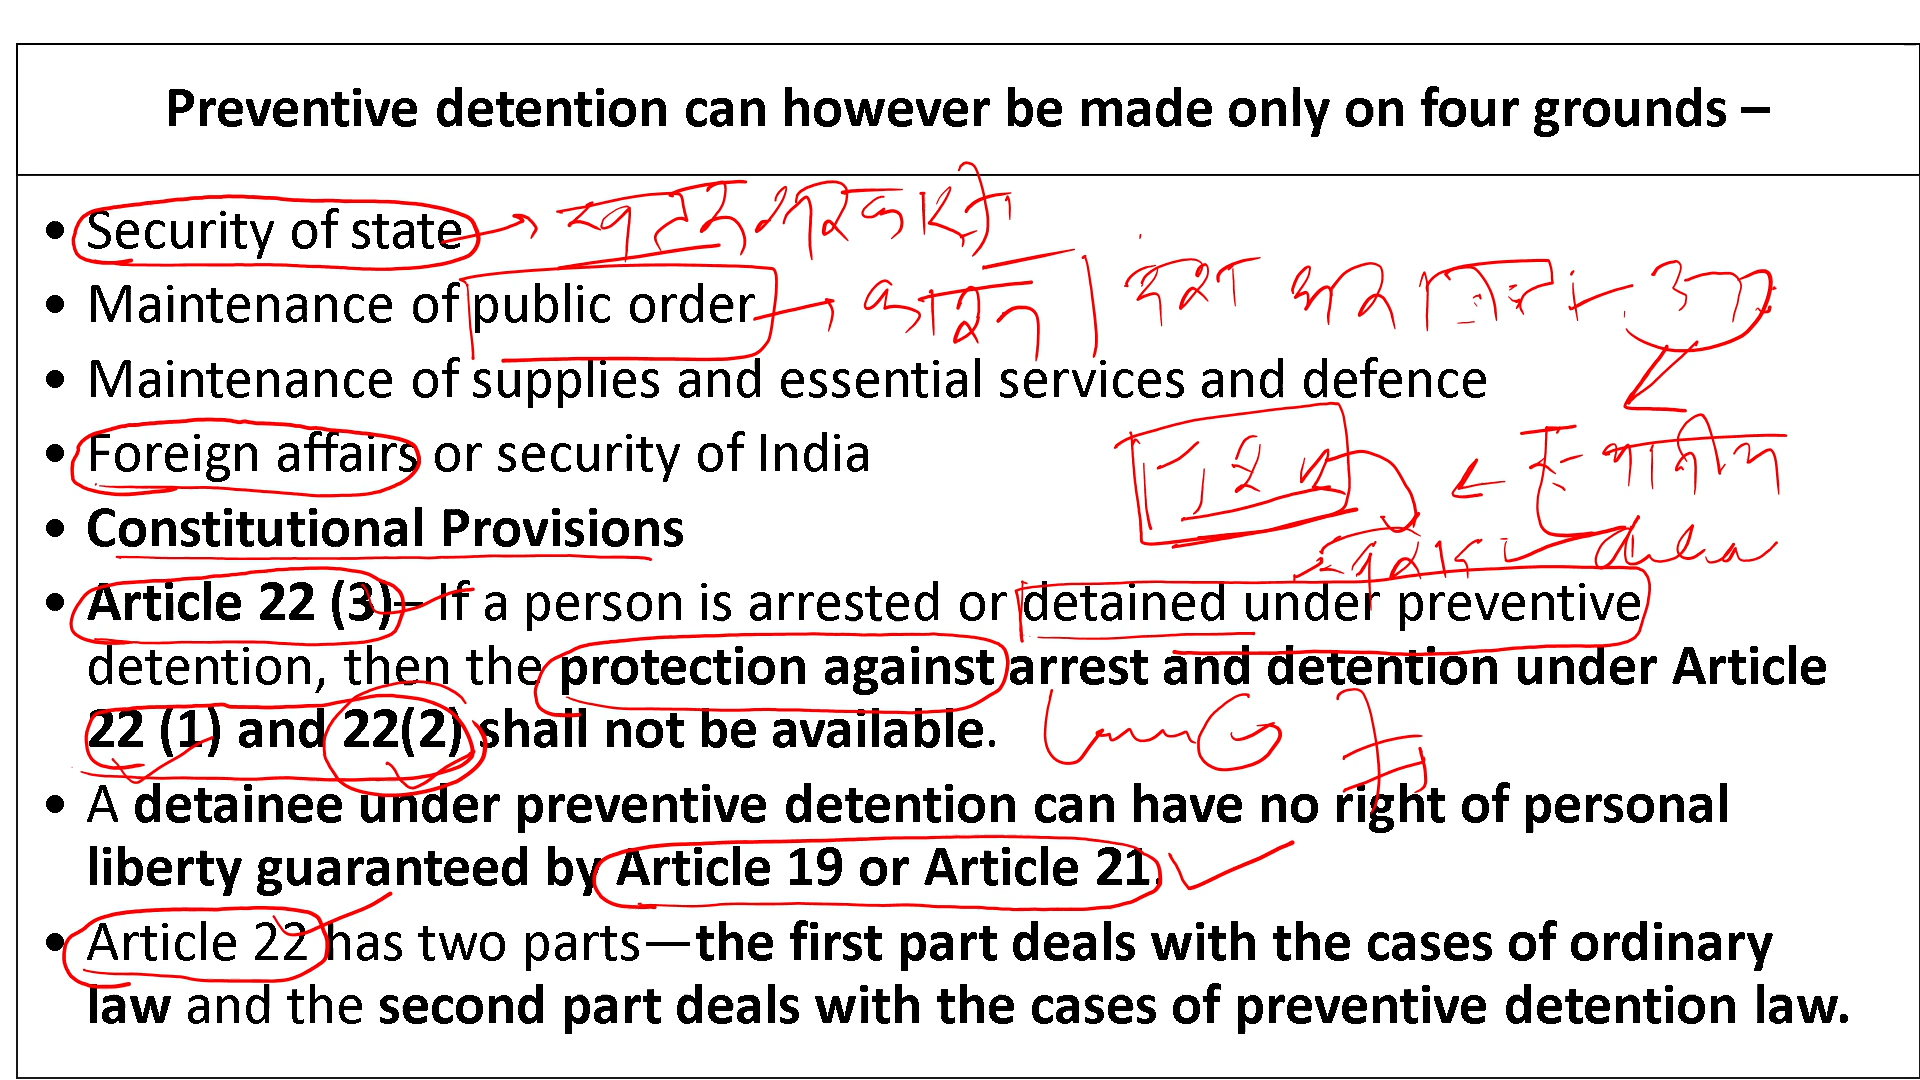 Preventive detention can however be made only on four grounds –
• Security of state
• Maintenance of public order
• Maintenance of supplies and essential services and defence
• Foreign affairs or security of India
• Constitutional Provisions
• Article 22 (3)– If a person is arrested or detained under preventive
detention, then the protection against arrest and detention under Article
22 (1) and 22(2) shall not be available.
• A detainee under preventive detention can have no right of personal
liberty guaranteed by Article 19 or Article 21.
• Article 22 has two parts—the first part deals with the cases of ordinary
law and the second part deals with the cases of preventive detention law.